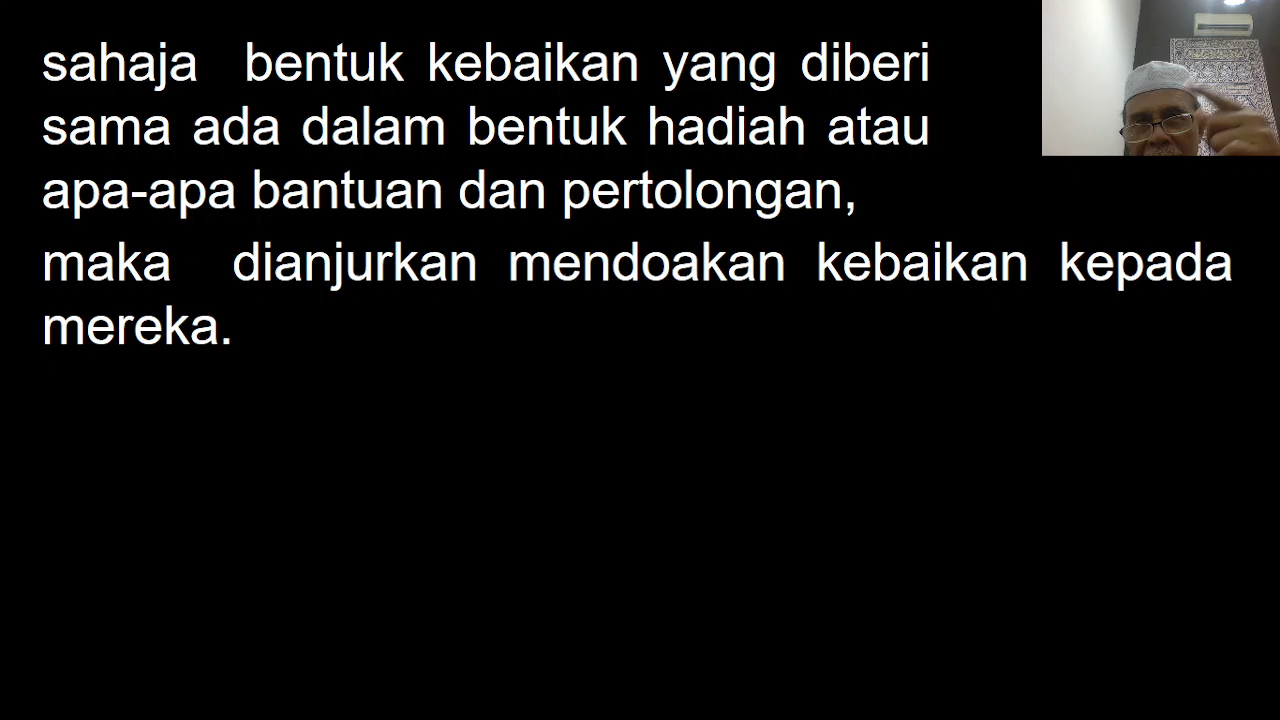 sahaja bentuk kebaikan yang diberi
sama ada dalam bentuk hadiah atau
apa-apa bantuan dan pertolongan,
maka dianjurkan mendoakan kebaikan kepada
mereka.